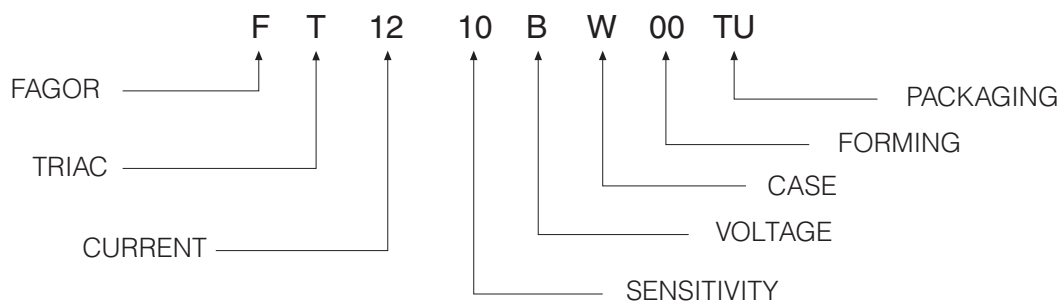 F T 12 10 B W 00 TU
FAGOR
PACKAGING
FORMING
TRIAC
CASE
VOLTAGE
CURRENT
SENSITIVITY